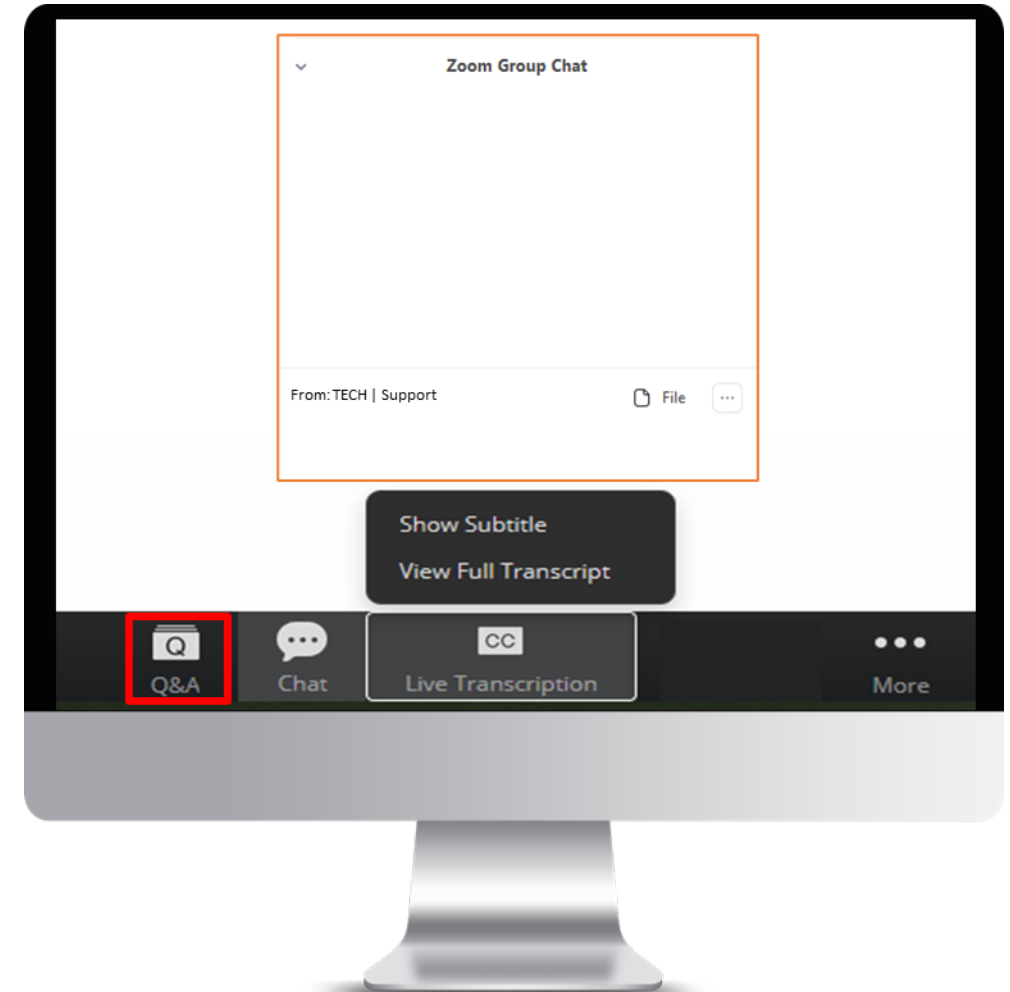 Zoom Group Chat
From: TECH | Support
File
Show Subtitle
View Full Transcript
Q
CC
Q&A
Chat
Live Transcription
More